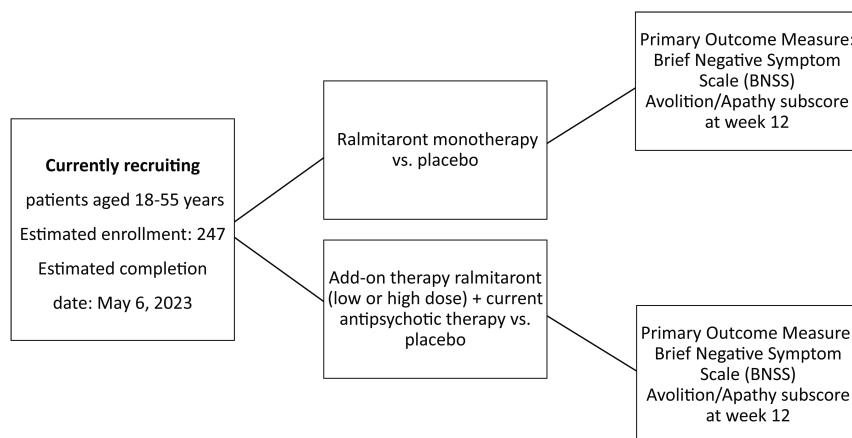 Currently recruiting
patients aged 18-55 years
Estimated enrollment: 247
Estimated completion
date: May 6, 2023
Ralmitaront monotherapy
vs. placebo
Add-on therapy ralmitaront
(low or high dose) + current
antipsychotic therapy vs.
placebo
Primary Outcome Measure:
Brief Negative Symptom
Scale (BNSS)
Avolition/Apathy subscore
at week 12
Primary Outcome Measure
Brief Negative Symptom
Scale (BNSS)
Avolition/Apathy subscore
at week 12